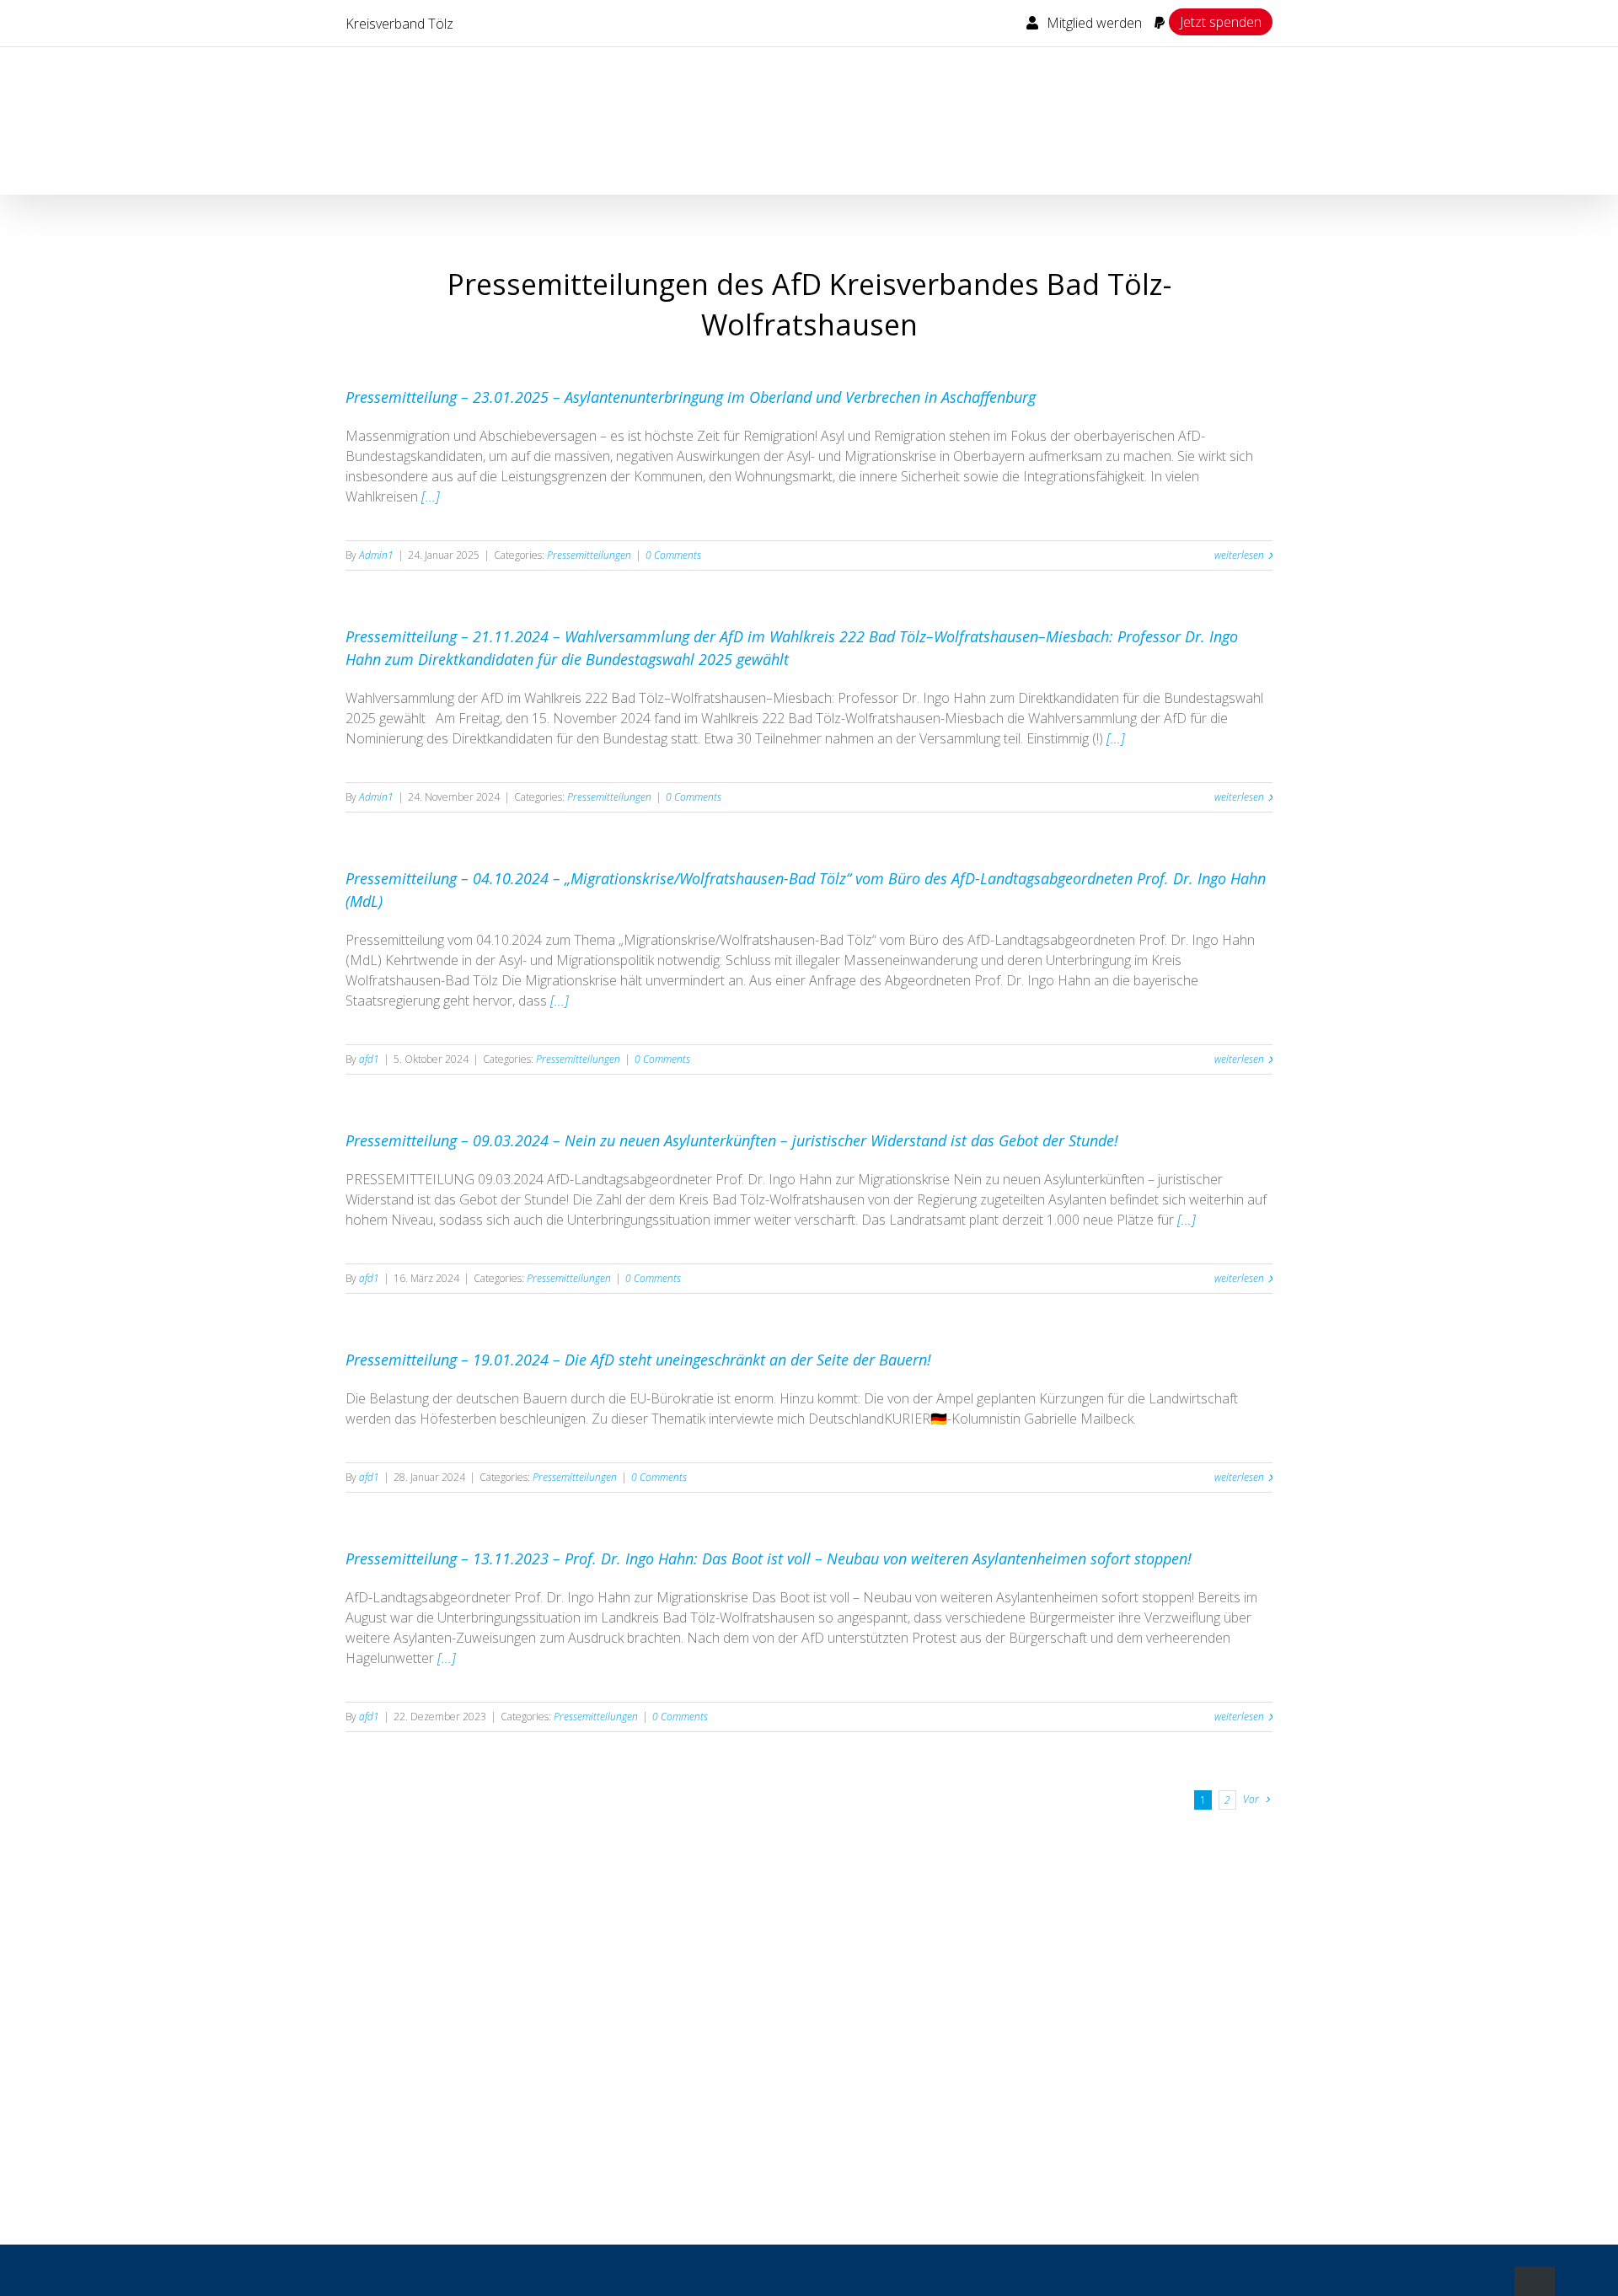 Kreisverband Tölz
Mitglied werden
Jetzt spenden
Pressemitteilungen des AfD Kreisverbandes Bad Tölz-
Wolfratshausen
Pressemitteilung – 23.01.2025 – Asylantenunterbringung im Oberland und Verbrechen in Aschaffenburg
Massenmigration und Abschiebeversagen – es ist höchste Zeit für Remigration! Asyl und Remigration stehen im Fokus der oberbayerischen AfD-
Bundestagskandidaten, um auf die massiven, negativen Auswirkungen der Asyl- und Migrationskrise in Oberbayern aufmerksam zu machen. Sie wirkt sich
insbesondere aus auf die Leistungsgrenzen der Kommunen, den Wohnungsmarkt, die innere Sicherheit sowie die Integrationsfähigkeit. In vielen
Wahlkreisen [...]
By Admin1 | 24. Januar 2025 | Categories: Pressemitteilungen | 0 Comments weiterlesen
Pressemitteilung – 21.11.2024 – Wahlversammlung der AfD im Wahlkreis 222 Bad Tölz–Wolfratshausen–Miesbach: Professor Dr. Ingo
Hahn zum Direktkandidaten für die Bundestagswahl 2025 gewählt
Wahlversammlung der AfD im Wahlkreis 222 Bad Tölz–Wolfratshausen–Miesbach: Professor Dr. Ingo Hahn zum Direktkandidaten für die Bundestagswahl
2025 gewählt   Am Freitag, den 15. November 2024 fand im Wahlkreis 222 Bad Tölz-Wolfratshausen-Miesbach die Wahlversammlung der AfD für die
Nominierung des Direktkandidaten für den Bundestag statt. Etwa 30 Teilnehmer nahmen an der Versammlung teil. Einstimmig (!) [...]
By Admin1 | 24. November 2024 | Categories: Pressemitteilungen | 0 Comments weiterlesen
Pressemitteilung – 04.10.2024 – „Migrationskrise/Wolfratshausen-Bad Tölz“ vom Büro des AfD-Landtagsabgeordneten Prof. Dr. Ingo Hahn
(MdL)
Pressemitteilung vom 04.10.2024 zum Thema „Migrationskrise/Wolfratshausen-Bad Tölz“ vom Büro des AfD-Landtagsabgeordneten Prof. Dr. Ingo Hahn
(MdL) Kehrtwende in der Asyl- und Migrationspolitik notwendig: Schluss mit illegaler Masseneinwanderung und deren Unterbringung im Kreis
Wolfratshausen-Bad Tölz Die Migrationskrise hält unvermindert an. Aus einer Anfrage des Abgeordneten Prof. Dr. Ingo Hahn an die bayerische
Staatsregierung geht hervor, dass [...]
By afd1 | 5. Oktober 2024 | Categories: Pressemitteilungen | 0 Comments weiterlesen
Pressemitteilung – 09.03.2024 – Nein zu neuen Asylunterkünften – juristischer Widerstand ist das Gebot der Stunde!
PRESSEMITTEILUNG 09.03.2024 AfD-Landtagsabgeordneter Prof. Dr. Ingo Hahn zur Migrationskrise Nein zu neuen Asylunterkünften – juristischer
Widerstand ist das Gebot der Stunde! Die Zahl der dem Kreis Bad Tölz-Wolfratshausen von der Regierung zugeteilten Asylanten befindet sich weiterhin auf
hohem Niveau, sodass sich auch die Unterbringungssituation immer weiter verschärft. Das Landratsamt plant derzeit 1.000 neue Plätze für [...]
By afd1 | 16. März 2024 | Categories: Pressemitteilungen | 0 Comments weiterlesen
Pressemitteilung – 19.01.2024 – Die AfD steht uneingeschränkt an der Seite der Bauern!
Die Belastung der deutschen Bauern durch die EU-Bürokratie ist enorm. Hinzu kommt: Die von der Ampel geplanten Kürzungen für die Landwirtschaft
werden das Höfesterben beschleunigen. Zu dieser Thematik interviewte mich DeutschlandKURIER🇩🇪-Kolumnistin Gabrielle Mailbeck.
By afd1 | 28. Januar 2024 | Categories: Pressemitteilungen | 0 Comments weiterlesen
Pressemitteilung – 13.11.2023 – Prof. Dr. Ingo Hahn: Das Boot ist voll – Neubau von weiteren Asylantenheimen sofort stoppen!
AfD-Landtagsabgeordneter Prof. Dr. Ingo Hahn zur Migrationskrise Das Boot ist voll – Neubau von weiteren Asylantenheimen sofort stoppen! Bereits im
August war die Unterbringungssituation im Landkreis Bad Tölz-Wolfratshausen so angespannt, dass verschiedene Bürgermeister ihre Verzweiflung über
weitere Asylanten-Zuweisungen zum Ausdruck brachten. Nach dem von der AfD unterstützten Protest aus der Bürgerschaft und dem verheerenden
Hagelunwetter [...]
By afd1 | 22. Dezember 2023 | Categories: Pressemitteilungen | 0 Comments weiterlesen
1 2 Vor